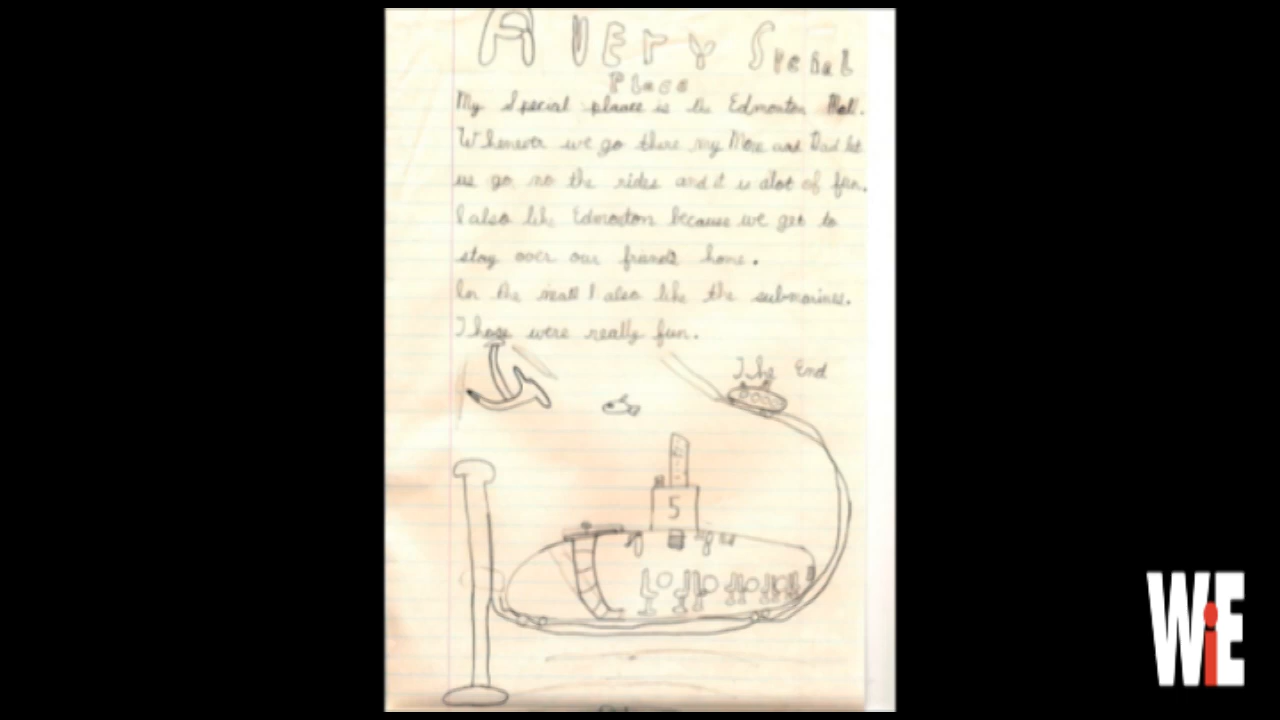 A Very Special
Place
My Special plaace is the Edmonton Mall.
Whenever we go there my Mom and Dad let
us go no the rides and it is alot of fun.
I also like Edmonton because we get to
stay over our friends home.
In the mall I also like the submarines.
Those were really fun.
The End
5
WiE